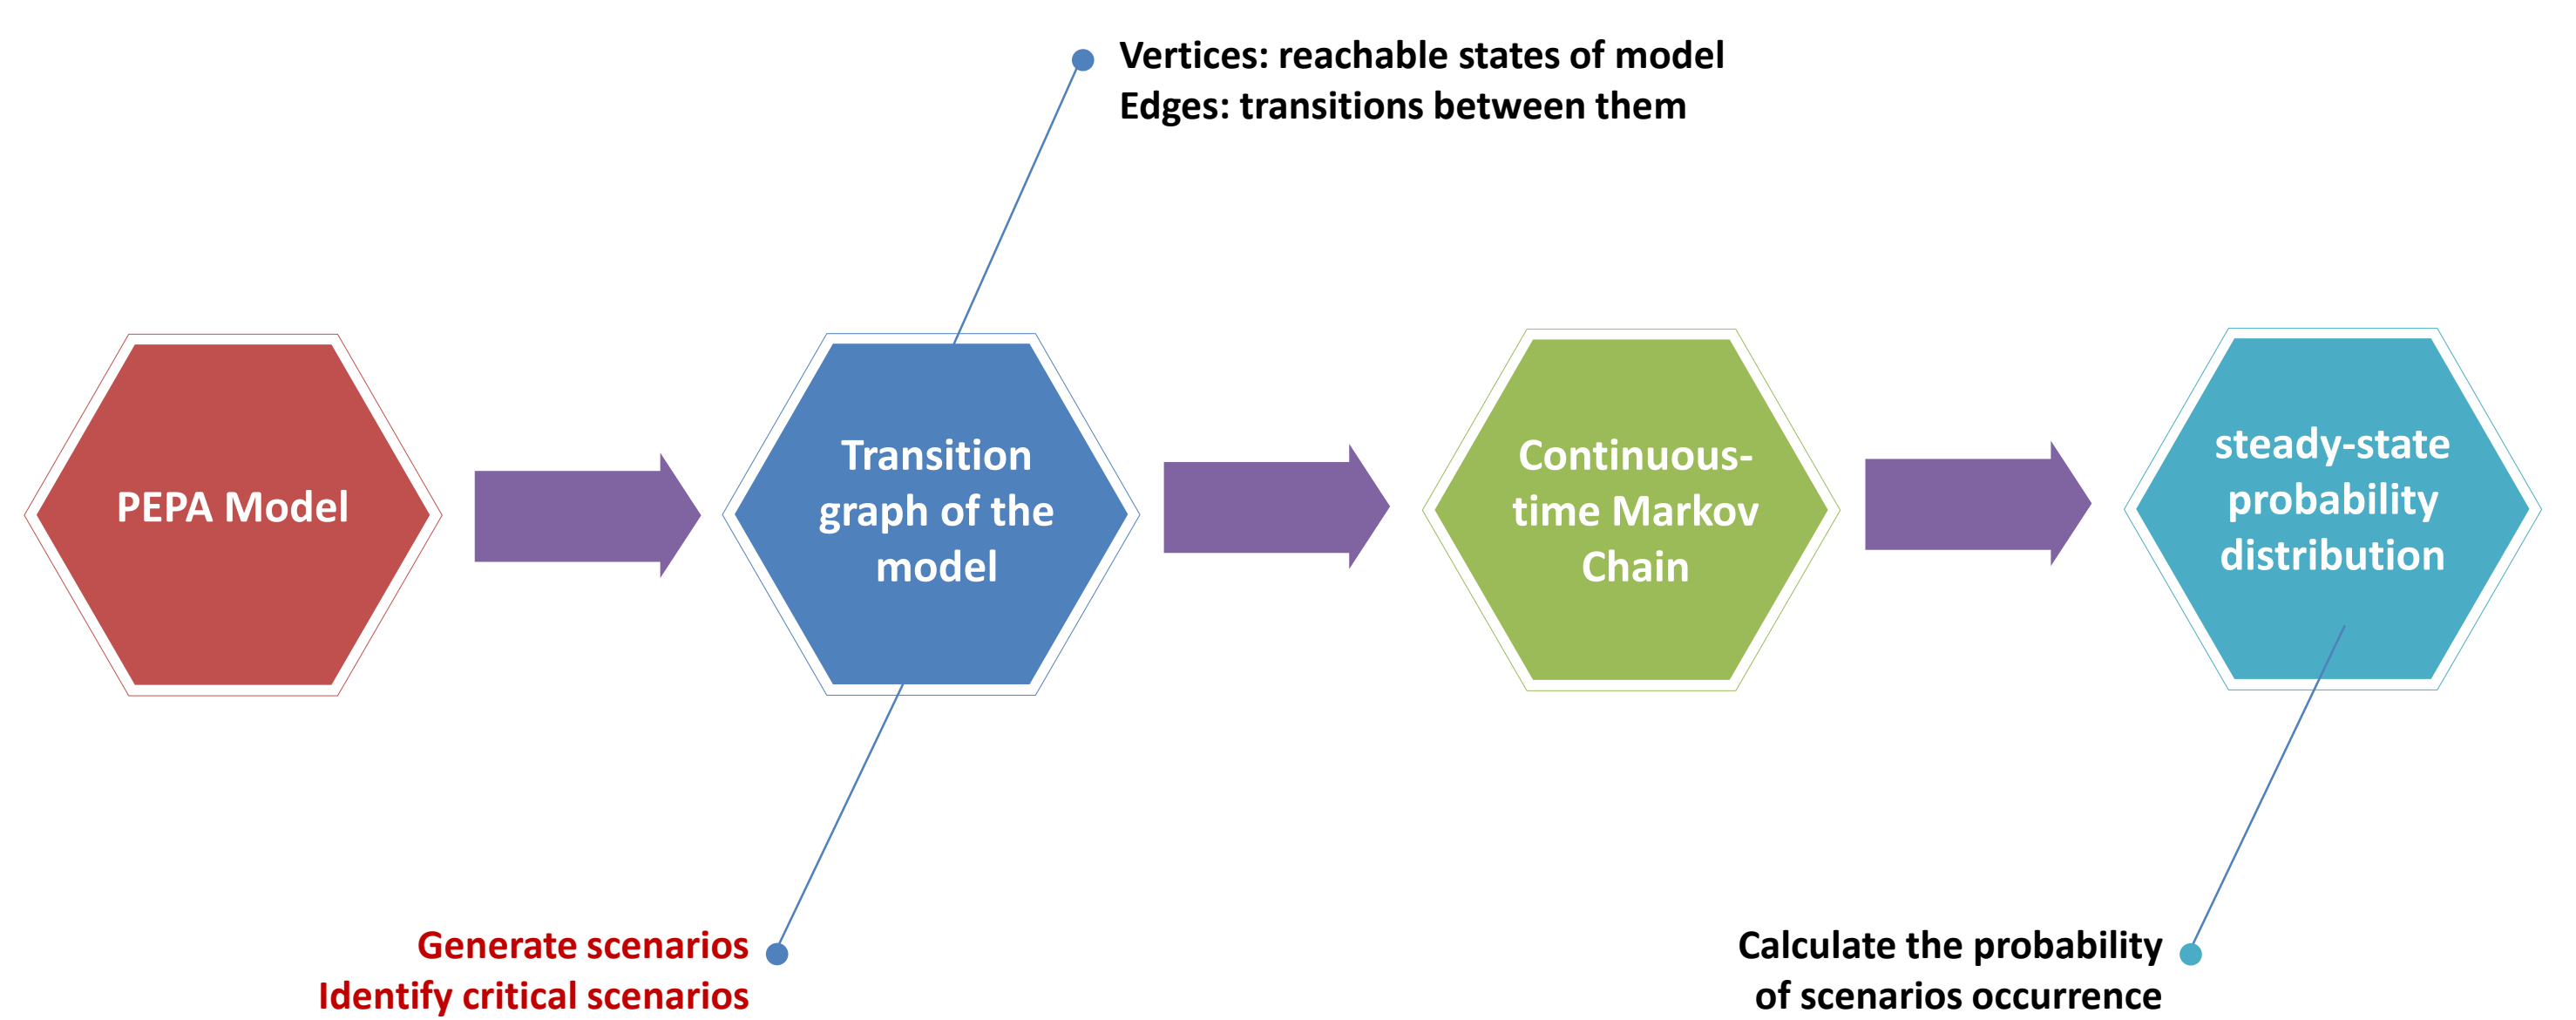 Vertices: reachable states of model
Edges: transitions between them
PEPA Model
Transition
graph of the
model
Continuous-
time Markov
Chain
steady-state
probability
distribution
Generate scenarios
Identify critical scenarios
Calculate the probability
of scenarios occurrence